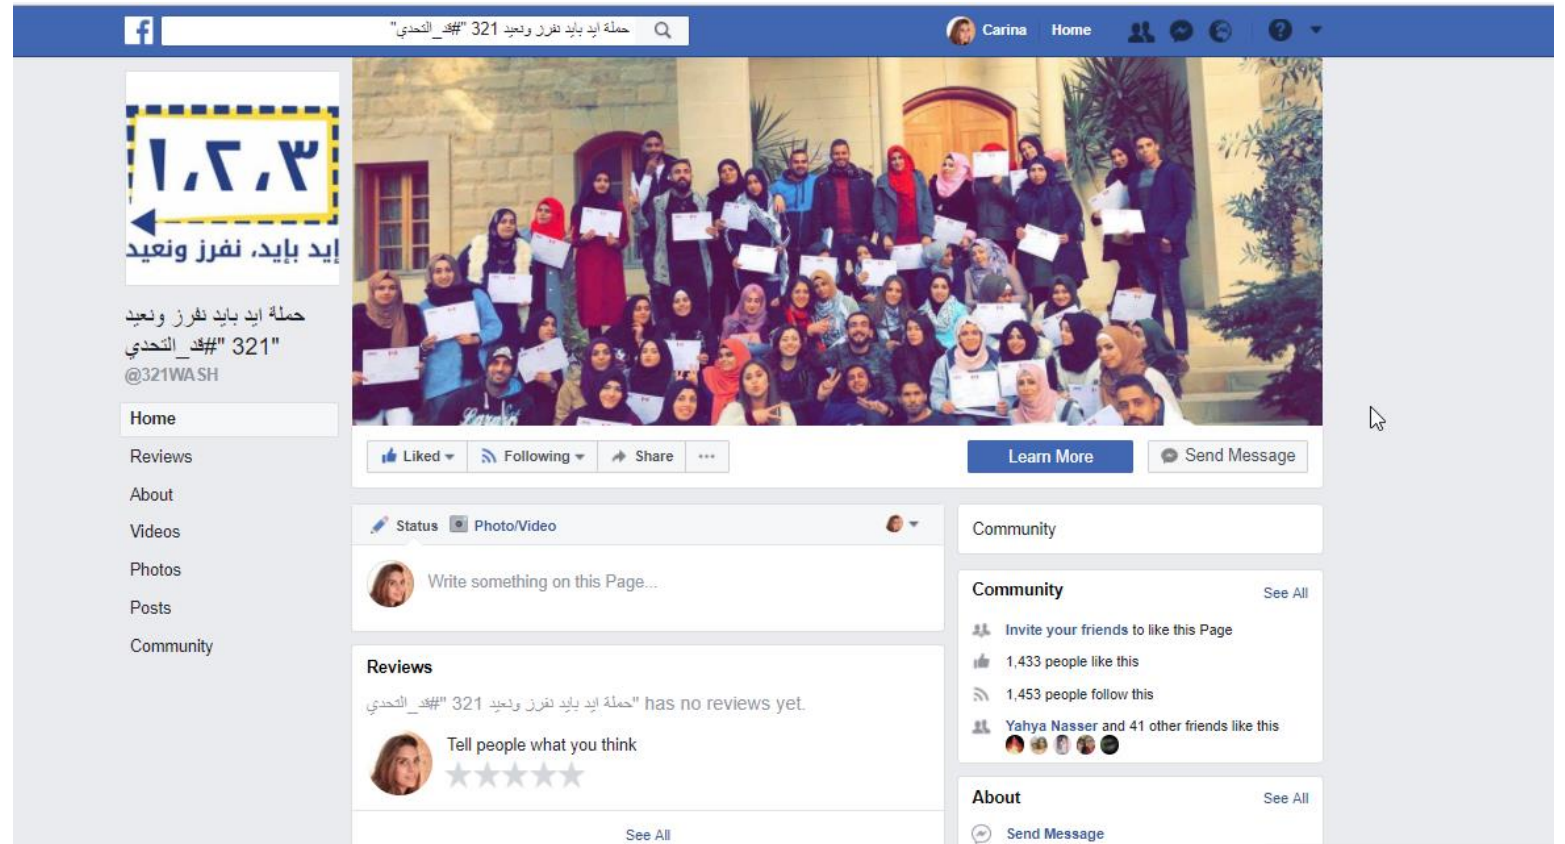 حملة ايد بايد نفرز ونعيد 321 "#قد_التحدي"
Carina Home
١،٢،٣
إيد بإيد، نفرز ونعيد
حملة ايد بايد نفرز ونعيد
321 "#قد_التحدي"
@321WASH
Home
Reviews
About
Videos
Photos
Posts
Community
Liked Following Share ...
Learn More Send Message
Status Photo/Video
Write something on this Page...
Reviews
حملة ايد بايد نفرز ونعيد 321 "#قد_التحدي" has no reviews yet.
Tell people what you think
See All
Community
Community See All
Invite your friends to like this Page
1,433 people like this
1,453 people follow this
Yahya Nasser and 41 other friends like this
About See All
Send Message